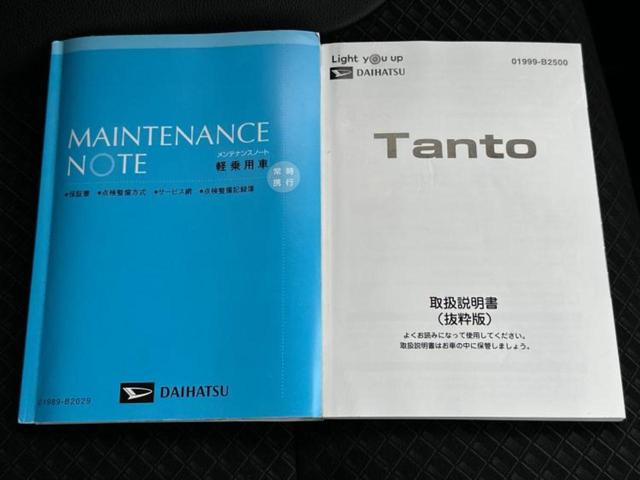 MAINTENANCE
NOTE
メンテナンスノート
軽乗用車
常時
携行
●保証書 ●点検整備方式 ●サービス網 ●点検整備記録簿
DAIHATSU
01989-B2029
Light you up
DAIHATSU
01999-B2500
Tanto
取扱説明書
（抜粋版）
よくお読みになって使用してください。
取扱説明書はお車の中に保管しましょう。